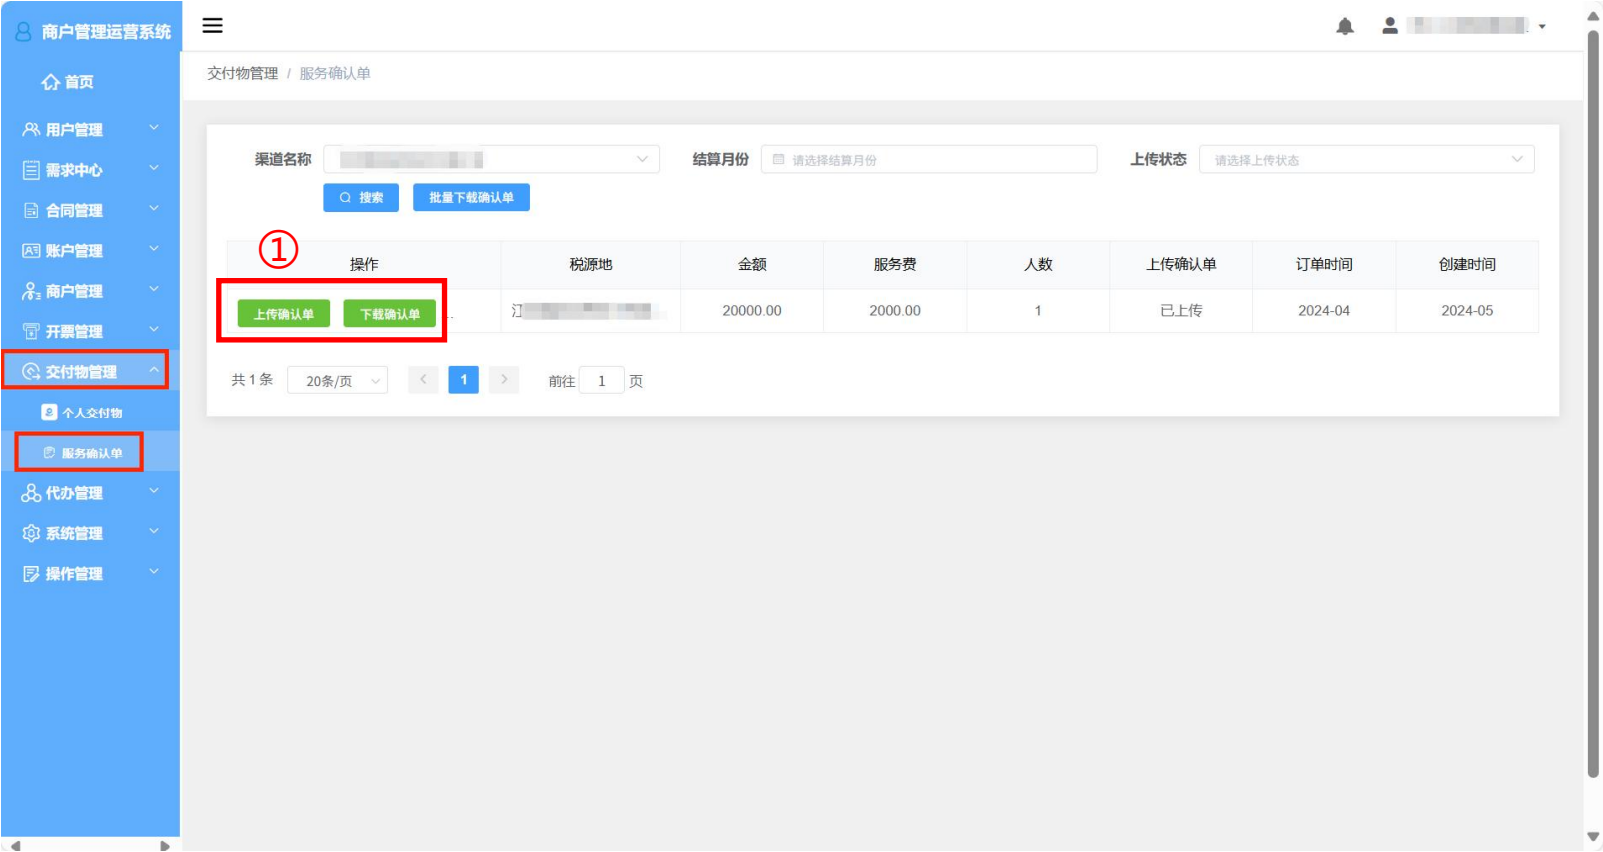 商户管理运营系统
首页
用户管理
需求中心
合同管理
账户管理
商户管理
开票管理
交付物管理
个人交付物
服务确认单
代办管理
系统管理
操作管理
交付物管理 / 服务确认单
渠道名称
结算月份 请选择结算月份
上传状态 请选择上传状态
搜索 批量下载确认单
①
操作 税源地 金额 服务费 人数 上传确认单 订单时间 创建时间
上传确认单 下载确认单 .. 江 20000.00 2000.00 1 已上传 2024-04 2024-05
共 1 条 20条/页 < 1 > 前往 1 页